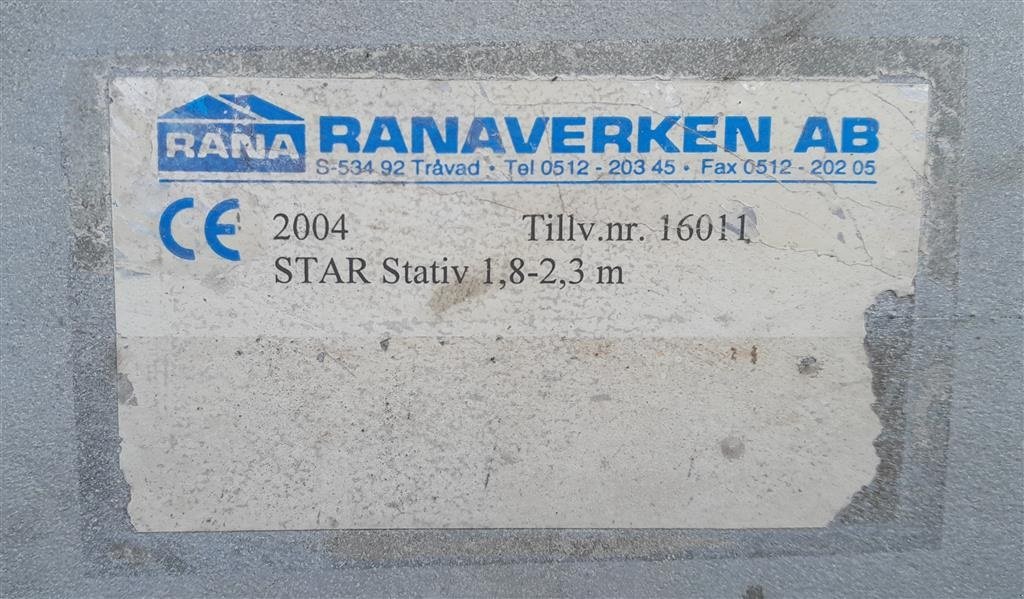 RANA RANAVERKEN AB
S-534 92 Tråvad · Tel 0512 - 203 45 · Fax 0512 - 202 05
CE 2004 Tillv.nr. 16011
STAR Stativ 1,8-2,3 m